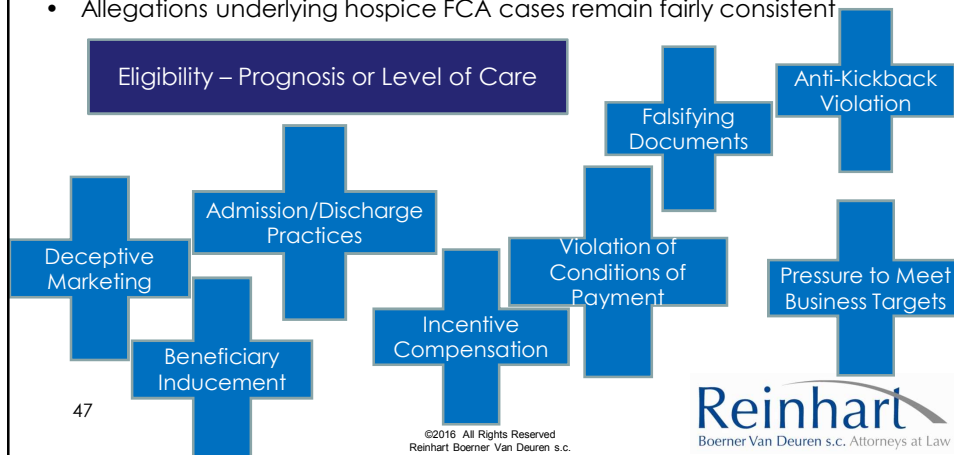 • Allegations underlying hospice FCA cases remain fairly consistent
Eligibility – Prognosis or Level of Care
Anti-Kickback
Violation
Falsifying
Documents
Admission/Discharge
Practices
Deceptive
Marketing
Violation of
Conditions of
Payment
Pressure to Meet
Business Targets
Incentive
Compensation
Beneficiary
Inducement
47
©2016 All Rights Reserved
Reinhart Boerner Van Deuren s.c.
Reinhart
Boerner Van Deuren s.c. Attorneys at Law